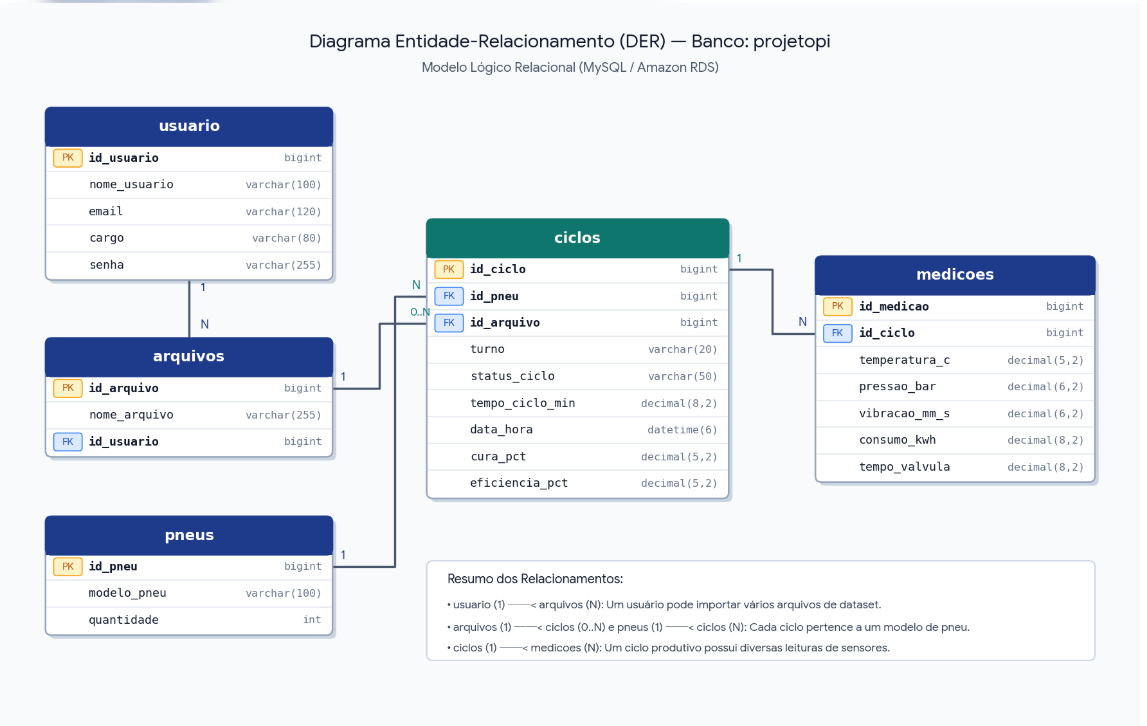 Diagrama Entidade-Relacionamento (DER) — Banco: projetopi
Modelo Lógico Relacional (MySQL / Amazon RDS)
usuario
PK id_usuario bigint
nome_usuario varchar(100)
email varchar(120)
cargo varchar(80)
senha varchar(255)
1
N
arquivos
PK id_arquivo bigint
nome_arquivo varchar(255)
FK id_usuario bigint
1
pneus
PK id_pneu bigint
modelo_pneu varchar(100)
quantidade int
1
N
0..N
ciclos
PK id_ciclo bigint
FK id_pneu bigint
FK id_arquivo bigint
turno varchar(20)
status_ciclo varchar(50)
tempo_ciclo_min decimal(8,2)
data_hora datetime(6)
cura_pct decimal(5,2)
eficiencia_pct decimal(5,2)
1
N
medicoes
PK id_medicao bigint
FK id_ciclo bigint
temperatura_c decimal(5,2)
pressao_bar decimal(6,2)
vibracao_mm_s decimal(6,2)
consumo_kwh decimal(8,2)
tempo_valvula decimal(8,2)
Resumo dos Relacionamentos:
• usuario (1) ───< arquivos (N): Um usuário pode importar vários arquivos de dataset.
• arquivos (1) ───< ciclos (0..N) e pneus (1) ───< ciclos (N): Cada ciclo pertence a um modelo de pneu.
• ciclos (1) ───< medicoes (N): Um ciclo produtivo possui diversas leituras de sensores.